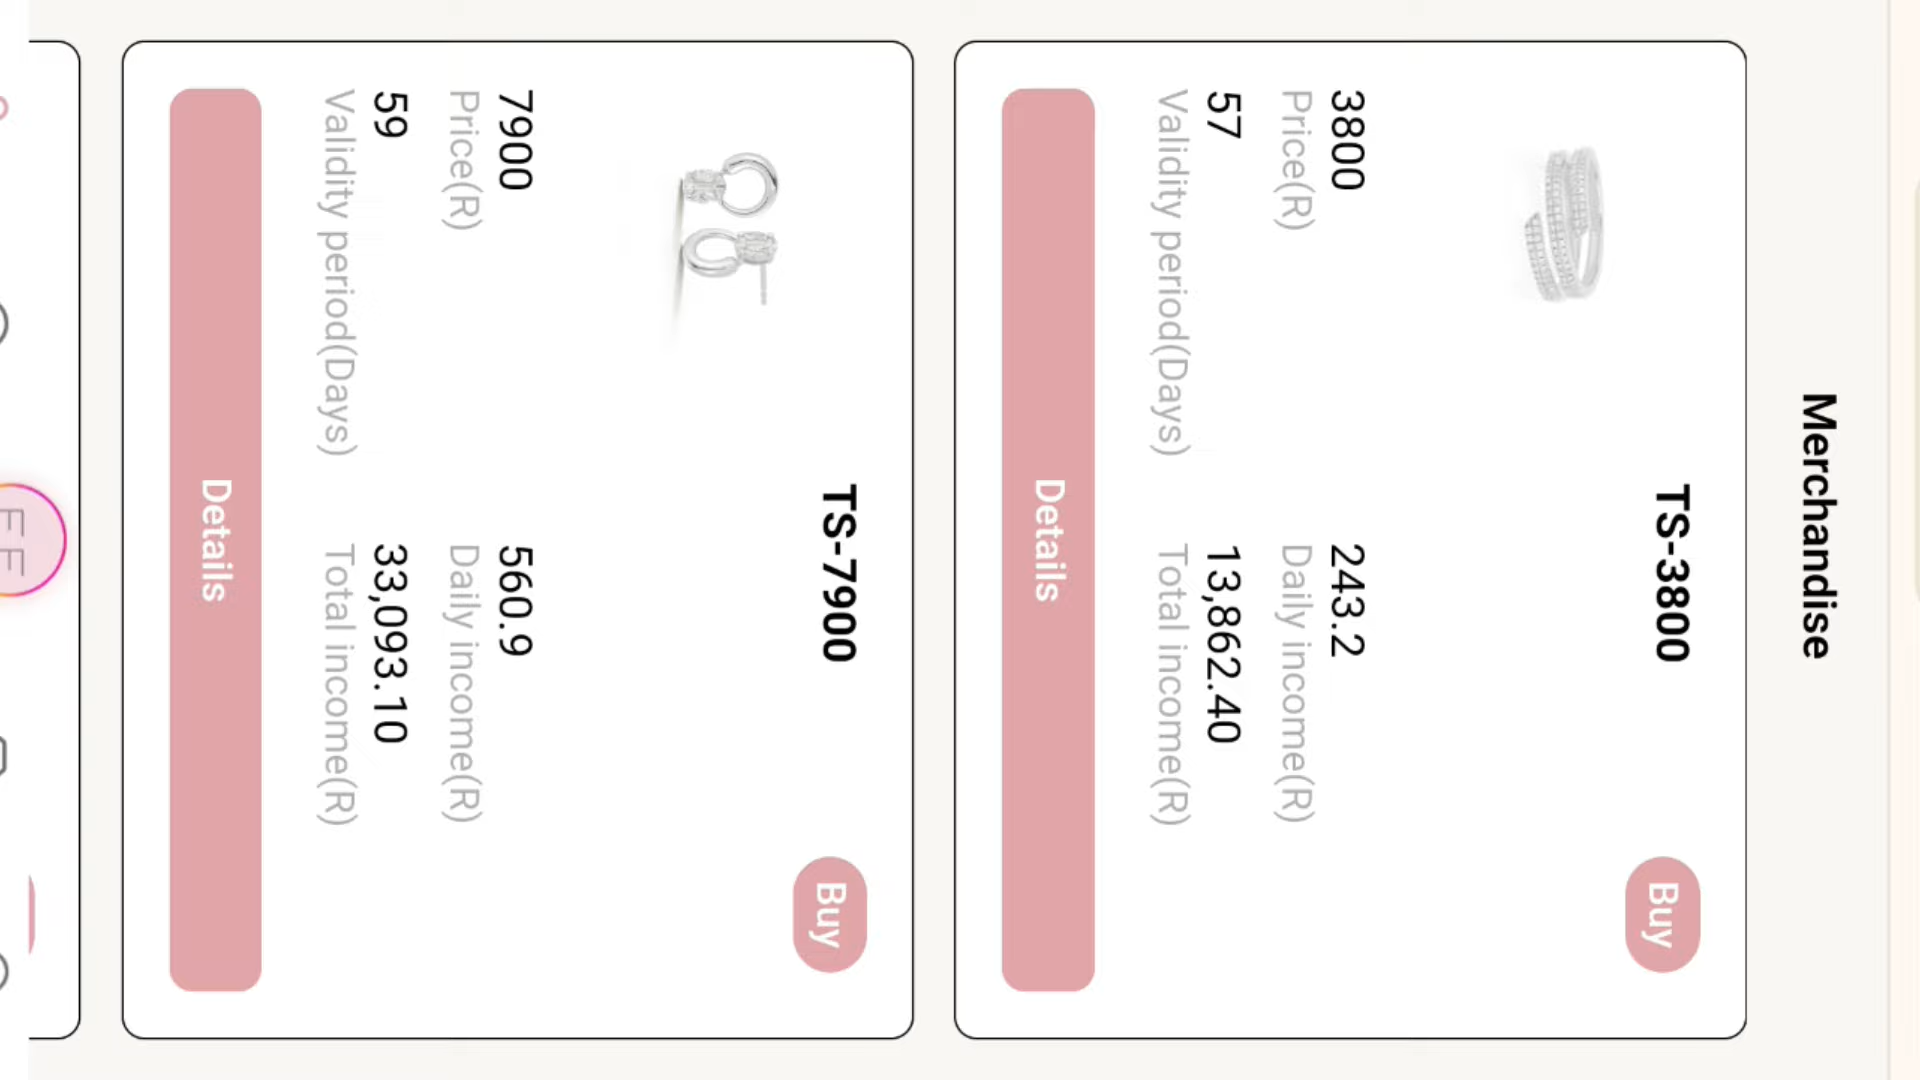 Merchandise
TS-3800
Buy
3800
243.2
Price(R)
Daily income(R)
57
13,862.40
Validity period(Days)
Total income(R)
Details
TS-7900
Buy
7900
560.9
Price(R)
Daily income(R)
59
33,093.10
Validity period(Days)
Total income(R)
Details